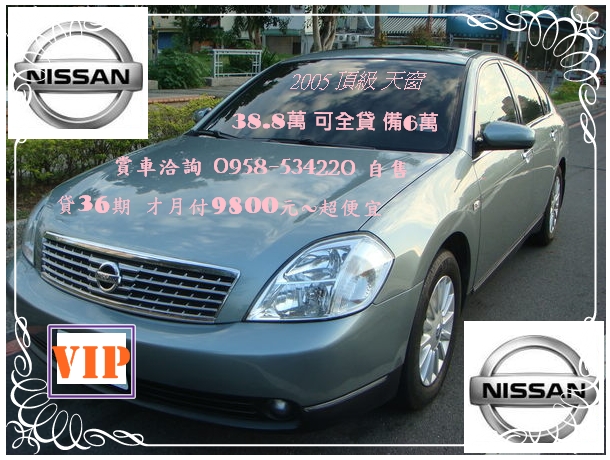 NISSAN
2005 頂級 天窗
38.8萬 可全貸 備6萬
賞車洽詢 0958-534220 自售
貸36期 才月付9800元~超便宜
VIP
NISSAN